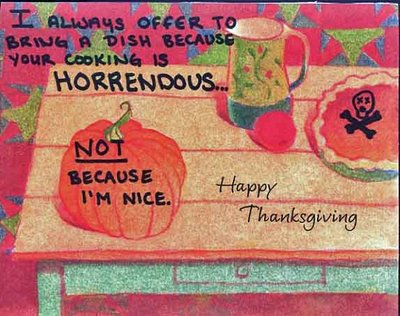 I ALWAYS OFFER TO
BRING A DISH BECAUSE
YOUR COOKING IS
HORRENDOUS...
NOT
BECAUSE
I'M NICE.
Happy
Thanksgiving